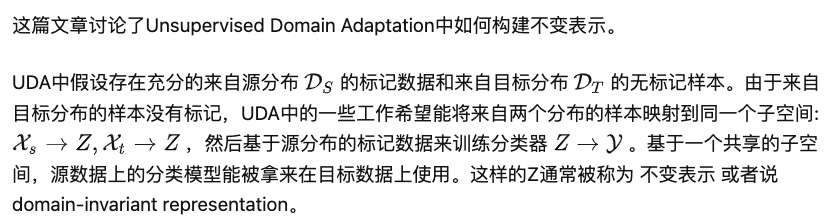 这篇文章讨论了Unsupervised Domain Adaptation中如何构建不变表示。
UDA中假设存在充分的来自源分布 𝒟_S 的标记数据和来自目标分布 𝒟_T 的无标记样本。由于来自
目标分布的样本没有标记，UDA中的一些工作希望能将来自两个分布的样本映射到同一个子空间:
𝒳_s → Z, 𝒳_t → Z ，然后基于源分布的标记数据来训练分类器 Z → 𝒴 。基于一个共享的子空
间，源数据上的分类模型能被拿来在目标数据上使用。这样的Z通常被称为 不变表示 或者说
domain-invariant representation。